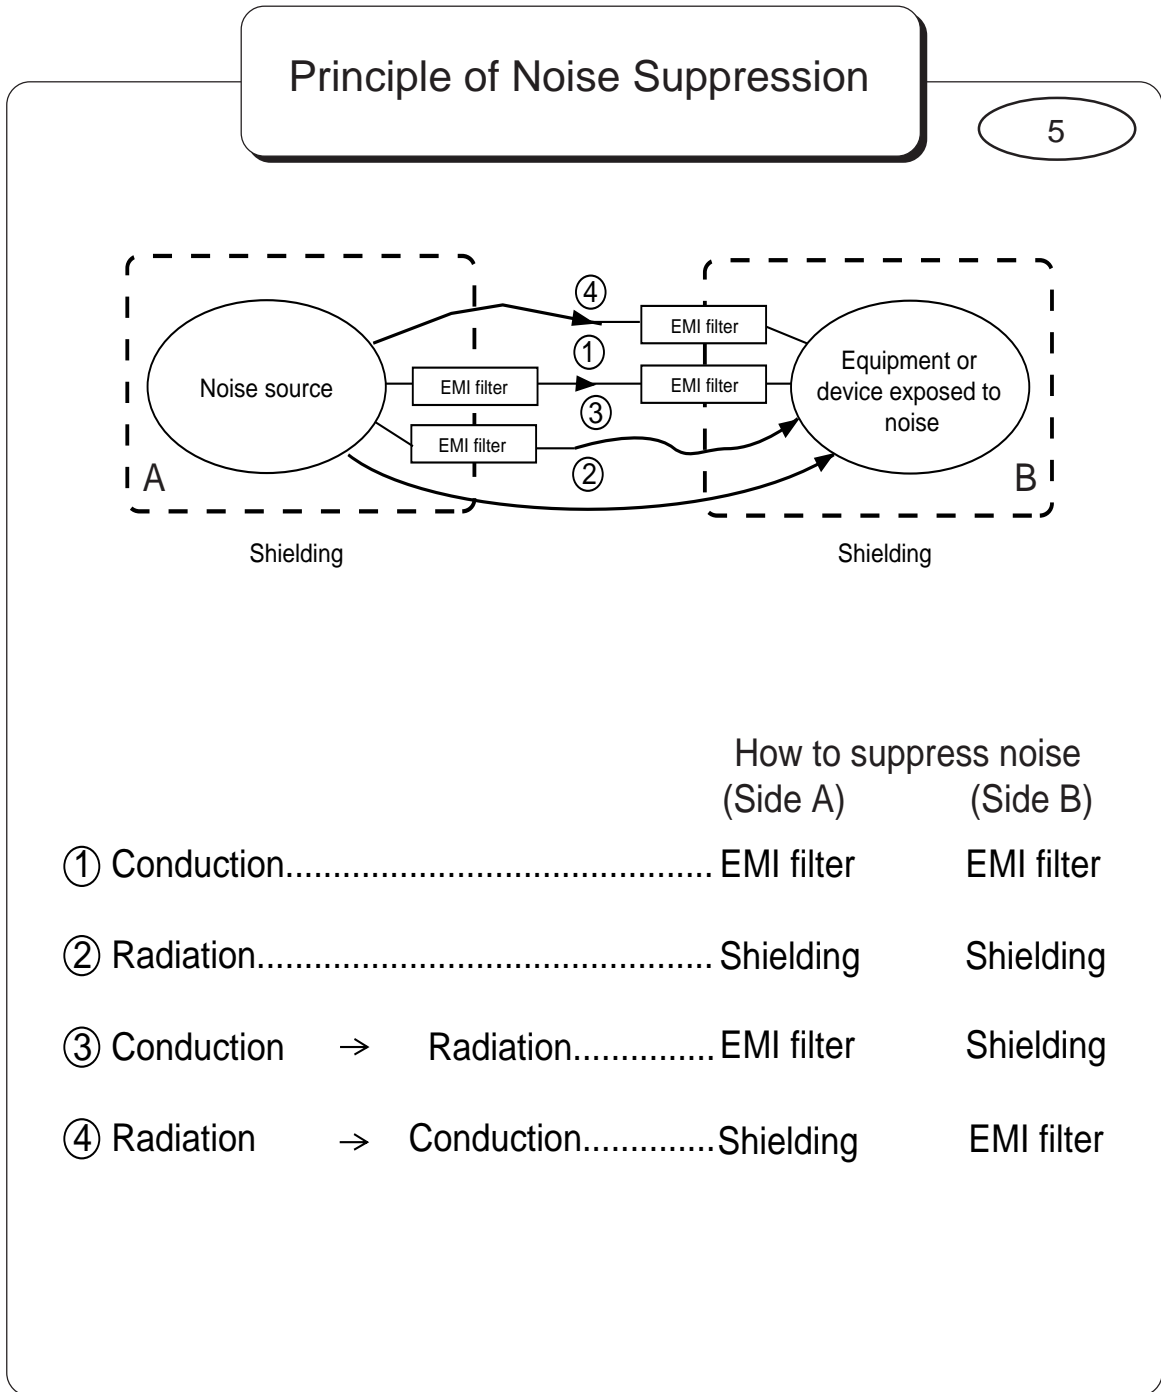 Principle of Noise Suppression
5
④
EMI filter
①
Noise source
EMI filter
EMI filter
Equipment or
device exposed to
noise
③
EMI filter
②
A
B
Shielding
Shielding
How to suppress noise
(Side A) (Side B)
① Conduction............................................. EMI filter EMI filter
② Radiation................................................ Shielding Shielding
③ Conduction → Radiation............... EMI filter Shielding
④ Radiation → Conduction.............. Shielding EMI filter